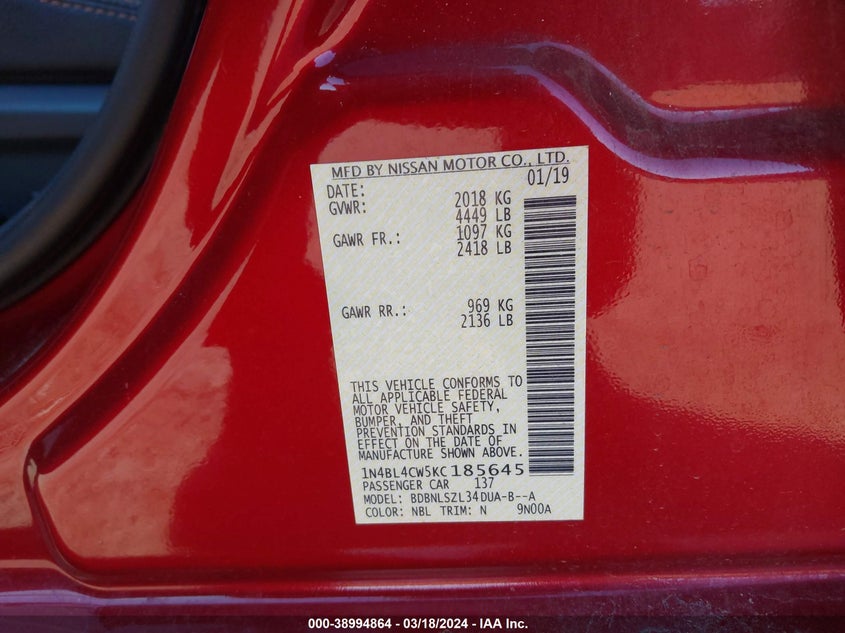 MFD BY NISSAN MOTOR CO., LTD.
DATE: 01/19
GVWR: 2018 KG
4449 LB
GAWR FR.: 1097 KG
2418 LB
GAWR RR.: 969 KG
2136 LB
THIS VEHICLE CONFORMS TO
ALL APPLICABLE FEDERAL
MOTOR VEHICLE SAFETY,
BUMPER, AND THEFT
PREVENTION STANDARDS IN
EFFECT ON THE DATE OF
MANUFACTURE SHOWN ABOVE.
1N4BL4CW5KC185645
PASSENGER CAR 137
MODEL: BDBNLSZL34DUA-B--A
COLOR: NBL TRIM: N 9N00A
000-38994864 - 03/18/2024 - IAA Inc.